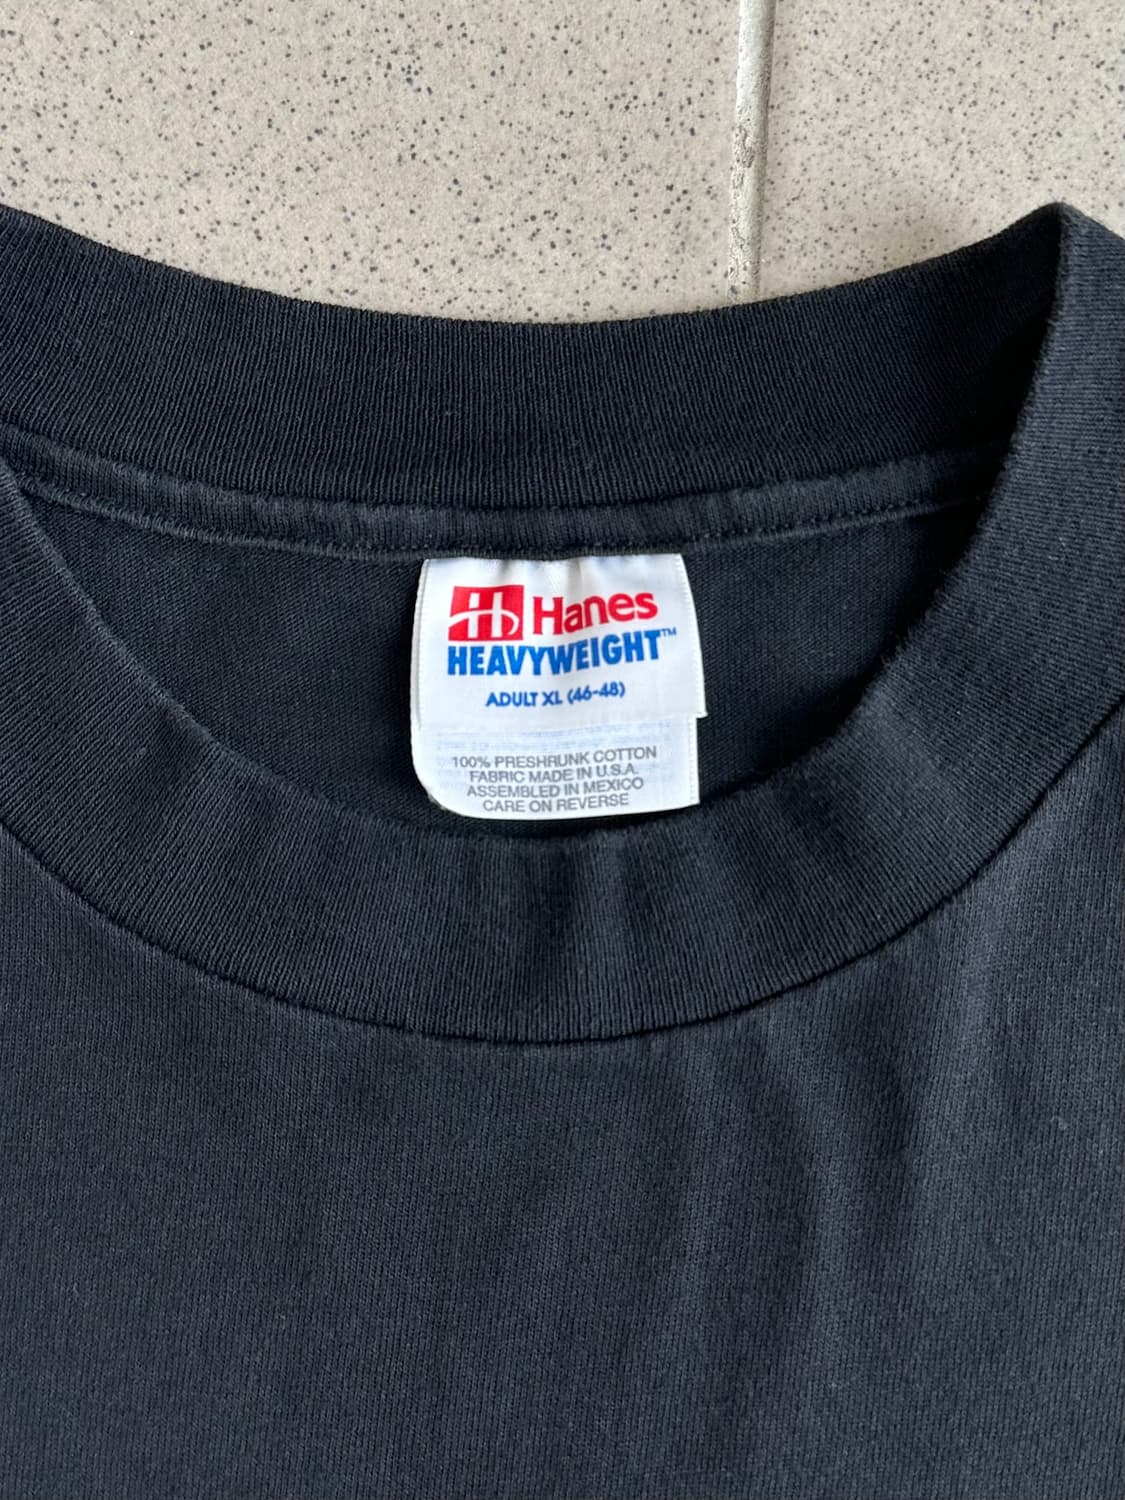 Hanes
HEAVYWEIGHT™
ADULT XL (46-48)
100% PRESHRUNK COTTON
FABRIC MADE IN U.S.A.
ASSEMBLED IN MEXICO
CARE ON REVERSE